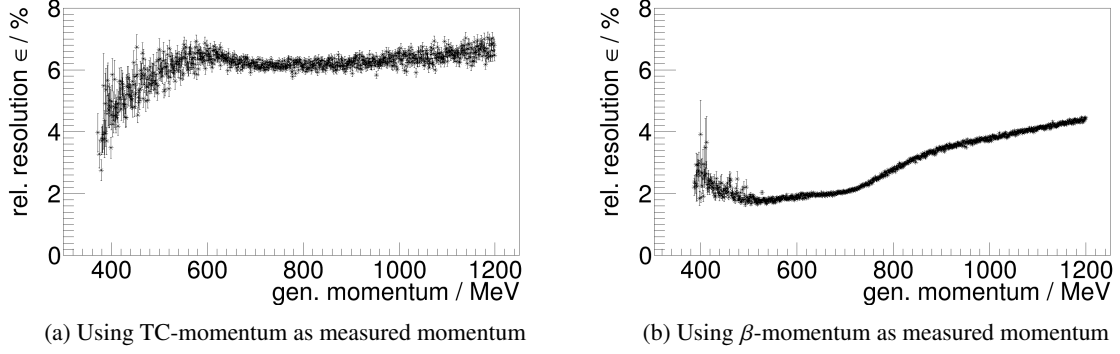 rel. resolution ϵ / %
8
6
4
2
0
400 600 800 1000 1200
gen. momentum / MeV
(a) Using TC-momentum as measured momentum
rel. resolution ϵ / %
8
6
4
2
0
400 600 800 1000 1200
gen. momentum / MeV
(b) Using β-momentum as measured momentum